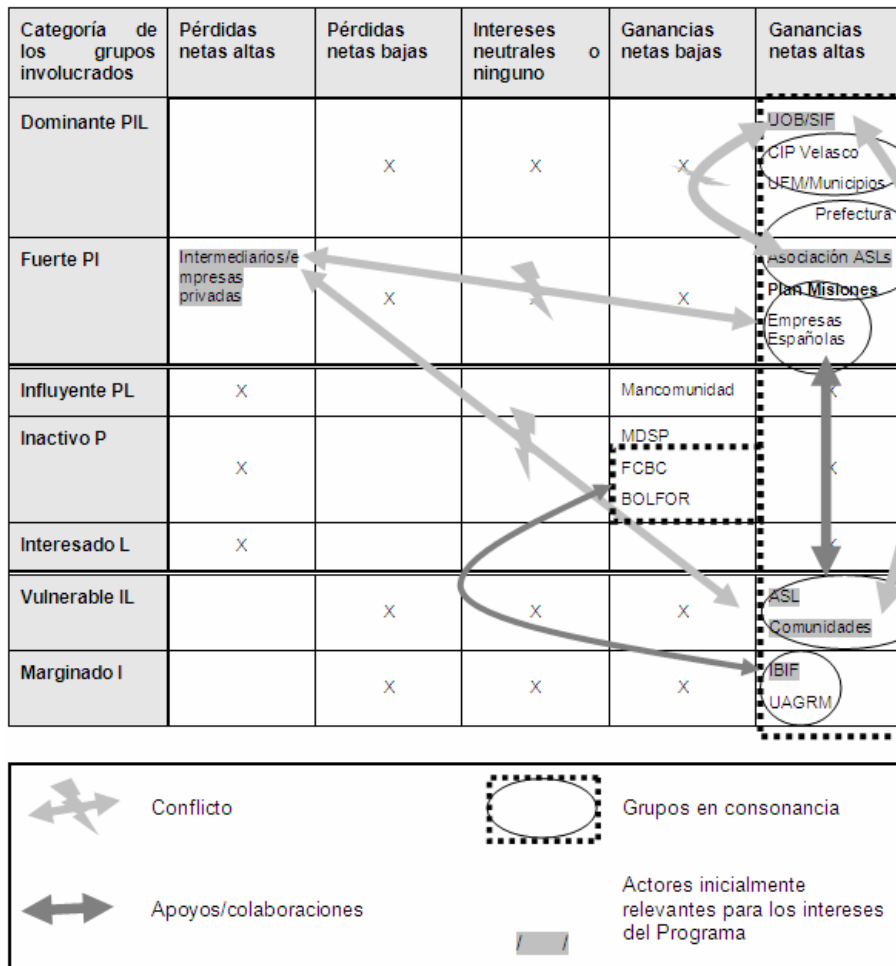 Categoría de
los grupos
involucrados
Pérdidas
netas altas
Pérdidas
netas bajas
Intereses
neutrales o
ninguno
Ganancias
netas bajas
Ganancias
netas altas
Dominante PIL
X
X
X
UOB/SIF
CIP Velasco
UFM/Municipios
Prefectura
Fuerte PI
Intermediarios/e
mpresas
privadas
X
X
Asociación ASLs
Plan Misiones
Empresas
Españolas
Influyente PL
X
Mancomunidad
X
Inactivo P
X
MDSP
FCBC
BOLFOR
X
Interesado L
X
X
Vulnerable IL
X
X
X
ASL
Comunidades
Marginado I
X
X
X
IBIF
UAGRM
Conflicto
Grupos en consonancia
Apoyos/colaboraciones
/ /
Actores inicialmente
relevantes para los intereses
del Programa